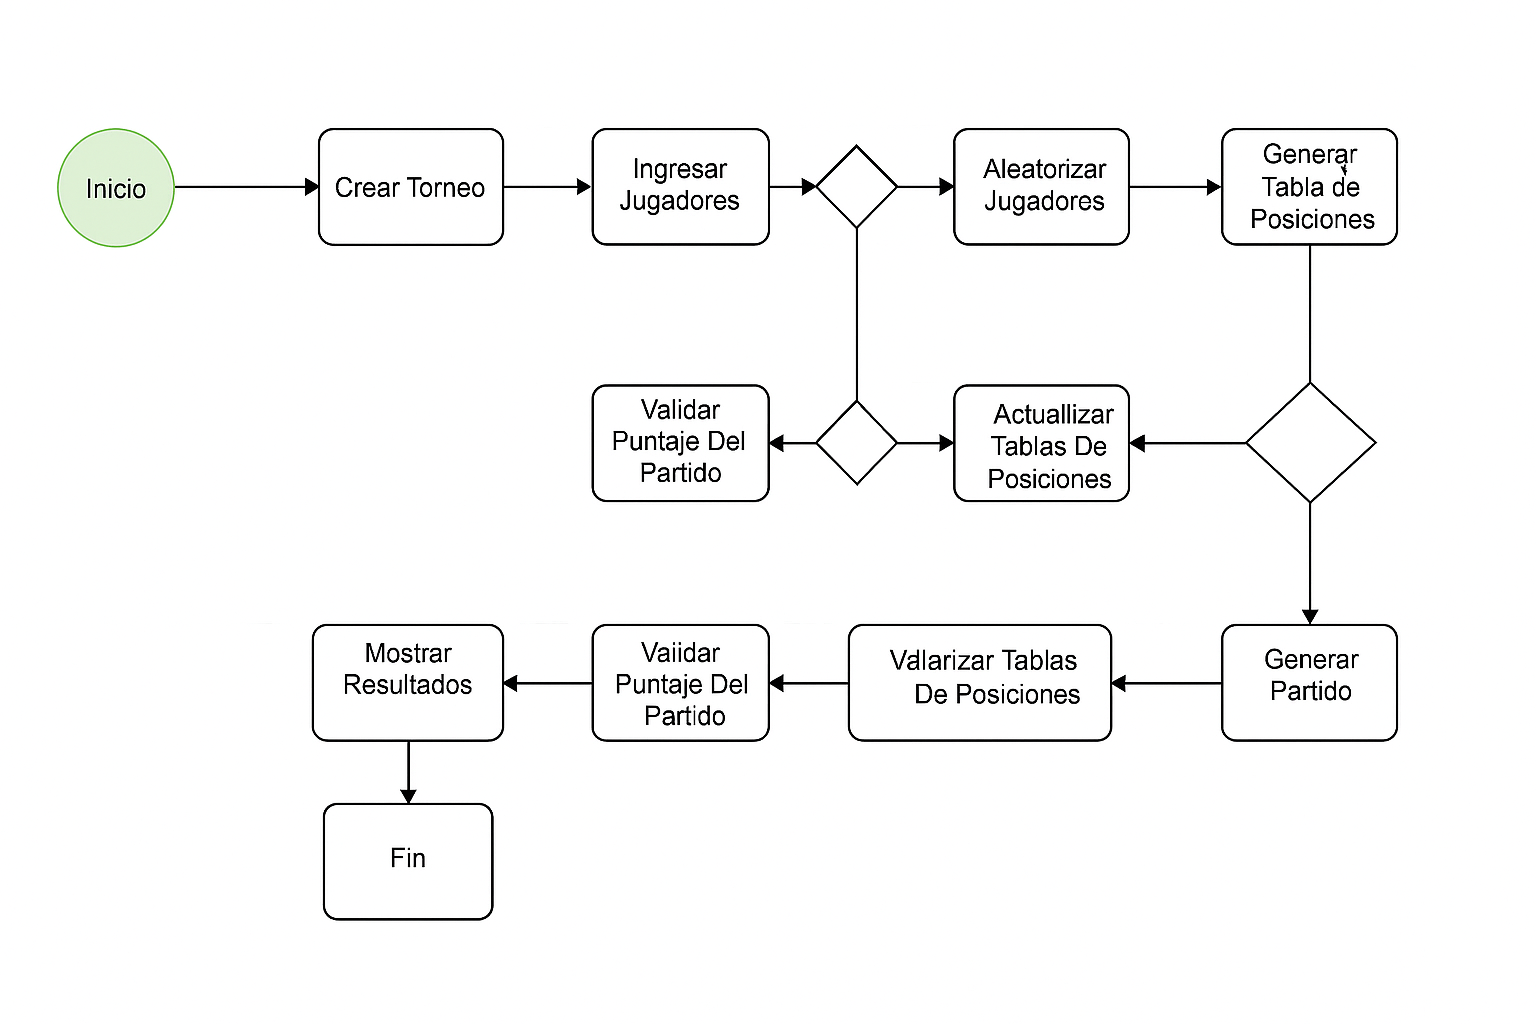 Inicio
Crear Torneo
Ingresar
Jugadores
Aleatorizar
Jugadores
Generar
Tabla de
Posiciones
Validar
Puntaje Del
Partido
Actuallizar
Tablas De
Posiciones
Mostrar
Resultados
Vaiidar
Puntaje Del
Partido
Vallarizar Tablas
De Posiciones
Generar
Partido
Fin